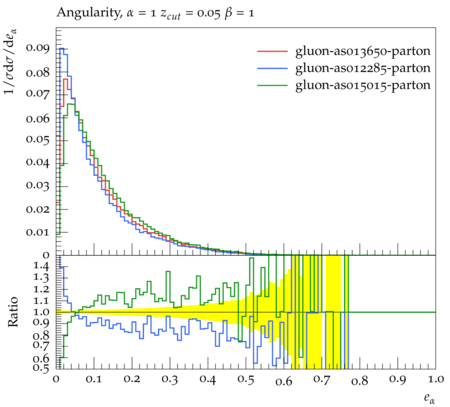 Angularity, α = 1 z_cut = 0.05 β = 1
1/σdσ/de_α
0.09
0.08
0.07
0.06
0.05
0.04
0.03
0.02
0.01
0
gluon-as013650-parton
gluon-as012285-parton
gluon-as015015-parton
Ratio
1.4
1.3
1.2
1.1
1.0
0.9
0.8
0.7
0.6
0.5
0 0.1 0.2 0.3 0.4 0.5 0.6 0.7 0.8 0.9 1.0
e_α